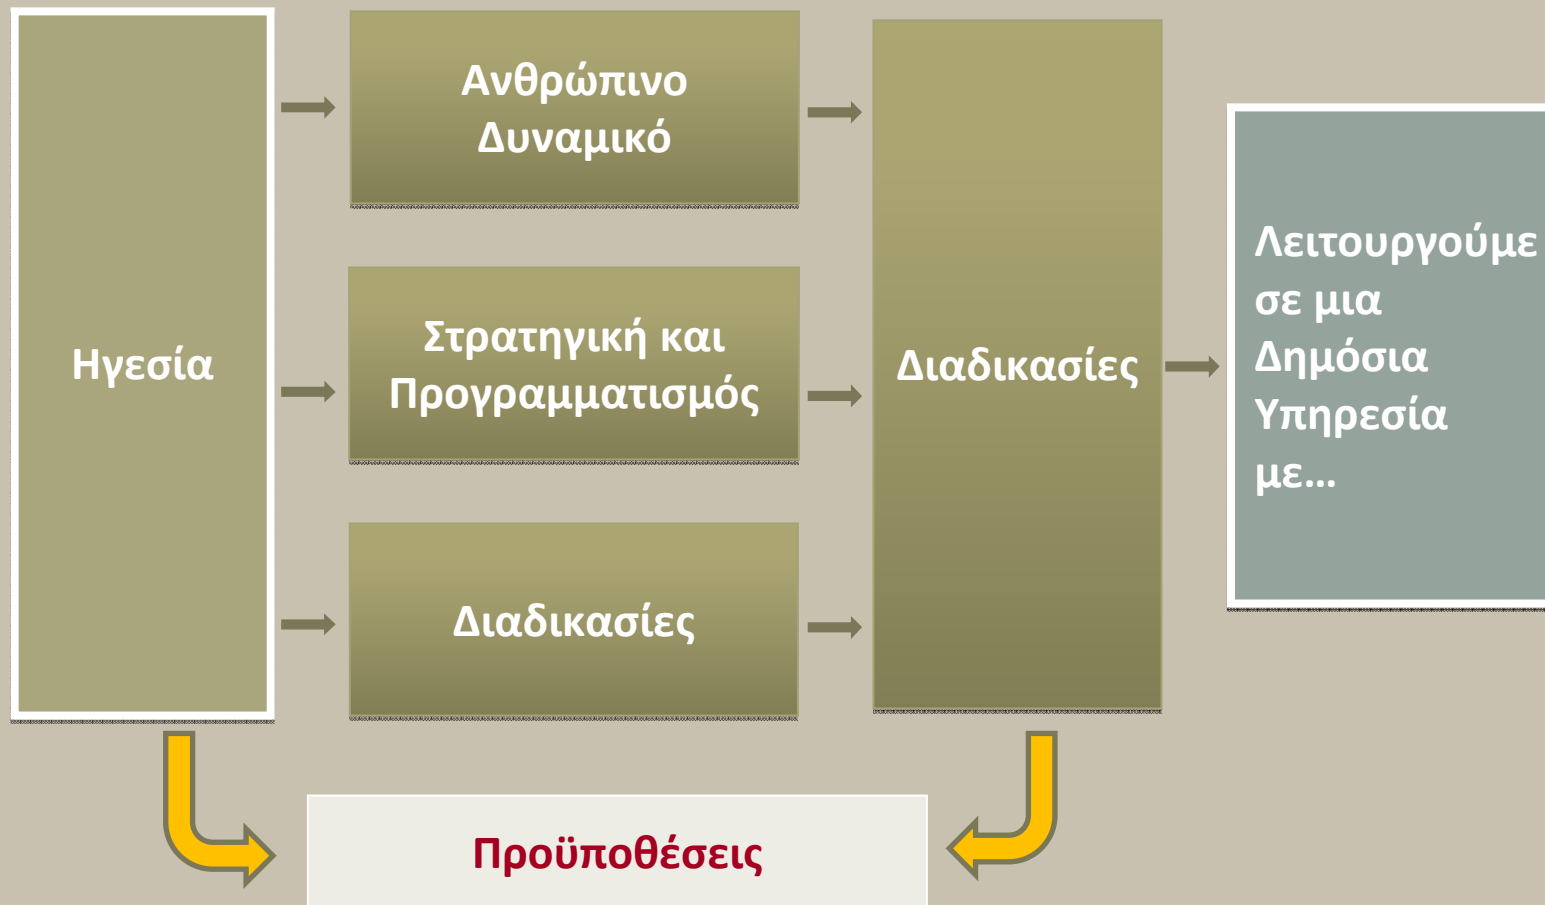 Ηγεσία
Ανθρώπινο
Δυναμικό
Στρατηγική και
Προγραμματισμός
Διαδικασίες
Διαδικασίες
Λειτουργούμε
σε μια
Δημόσια
Υπηρεσία
με...
Προϋποθέσεις